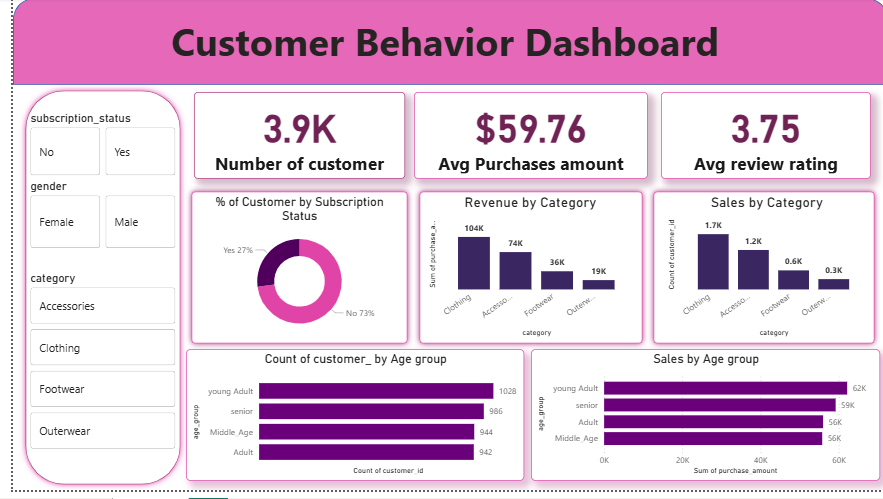 Customer Behavior Dashboard
subscription_status
No
Yes
gender
Female
Male
category
Accessories
Clothing
Footwear
Outerwear
3.9K
Number of customer
$59.76
Avg Purchases amount
3.75
Avg review rating
% of Customer by Subscription
Status
Yes 27%
No 73%
Revenue by Category
Sum of purchase_a...
104K
74K
36K
19K
Clothing
Accesso...
Footwear
Outerw...
category
Sales by Category
Count of customer_id
1.7K
1.2K
0.6K
0.3K
Clothing
Accesso...
Footwear
Outerw...
category
Count of customer_ by Age group
age_group
young Adult
1028
senior
986
Middle_Age
944
Adult
942
Count of customer_id
Sales by Age group
age_group
young Adult
62K
senior
59K
Adult
56K
Middle_Age
56K
0K
20K
40K
60K
Sum of purchase_amount